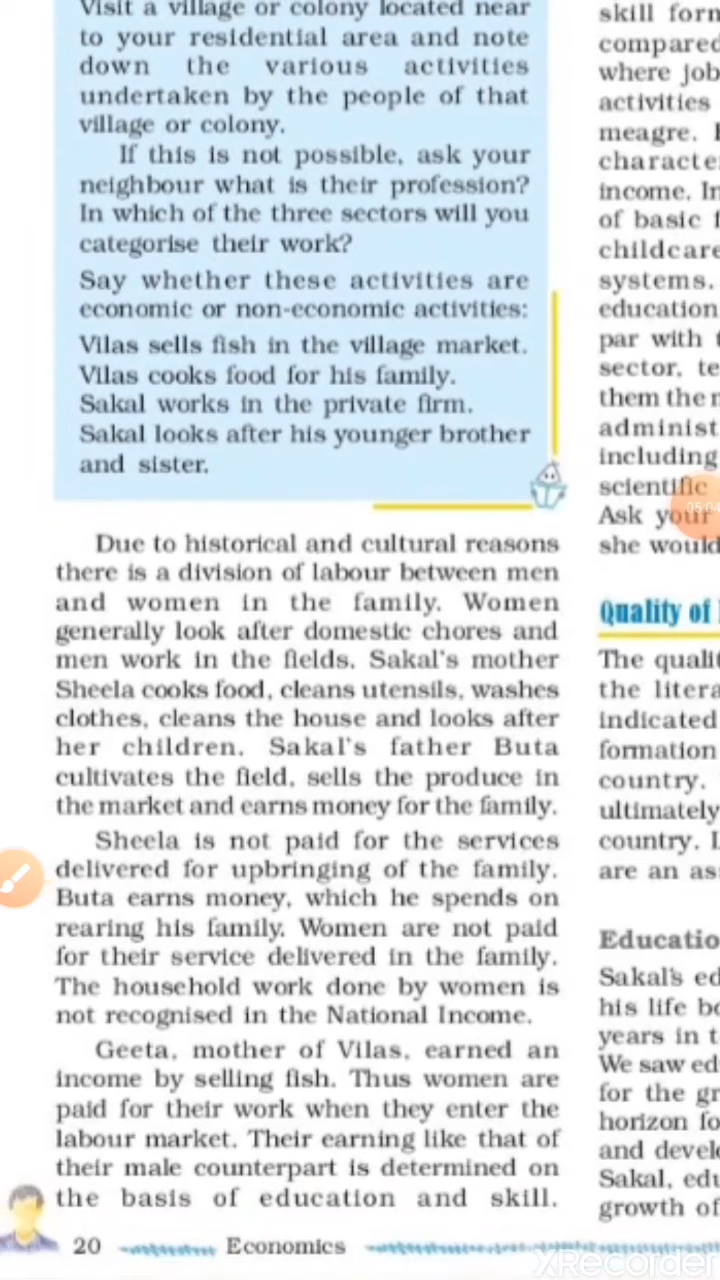 Visit a village or colony located near
to your residential area and note
down the various activities
undertaken by the people of that
village or colony.
If this is not possible, ask your
neighbour what is their profession?
In which of the three sectors will you
categorise their work?
Say whether these activities are
economic or non-economic activities:
Vilas sells fish in the village market.
Vilas cooks food for his family.
Sakal works in the private firm.
Sakal looks after his younger brother
and sister.
Due to historical and cultural reasons
there is a division of labour between men
and women in the family. Women
generally look after domestic chores and
men work in the fields. Sakal's mother
Sheela cooks food, cleans utensils, washes
clothes, cleans the house and looks after
her children. Sakal's father Buta
cultivates the field, sells the produce in
the market and earns money for the family.
Sheela is not paid for the services
delivered for upbringing of the family.
Buta earns money, which he spends on
rearing his family. Women are not paid
for their service delivered in the family.
The household work done by women is
not recognised in the National Income.
Geeta, mother of Vilas, earned an
income by selling fish. Thus women are
paid for their work when they enter the
labour market. Their earning like that of
their male counterpart is determined on
the basis of education and skill.
20 Economics
skill form
compared
where job
activities
meagre.
character
income. In
of basic f
childcare
systems.
education
par with t
sector, te
them the m
administ
including
scientific
Ask your
she would
Quality of
The qualit
the litera
indicated
formation
country.
ultimately
country. I
are an ass
Educatio
Sakal's ed
his life bo
years in t
We saw ed
for the gr
horizon fo
and develo
Sakal, edu
growth of
XRecorder